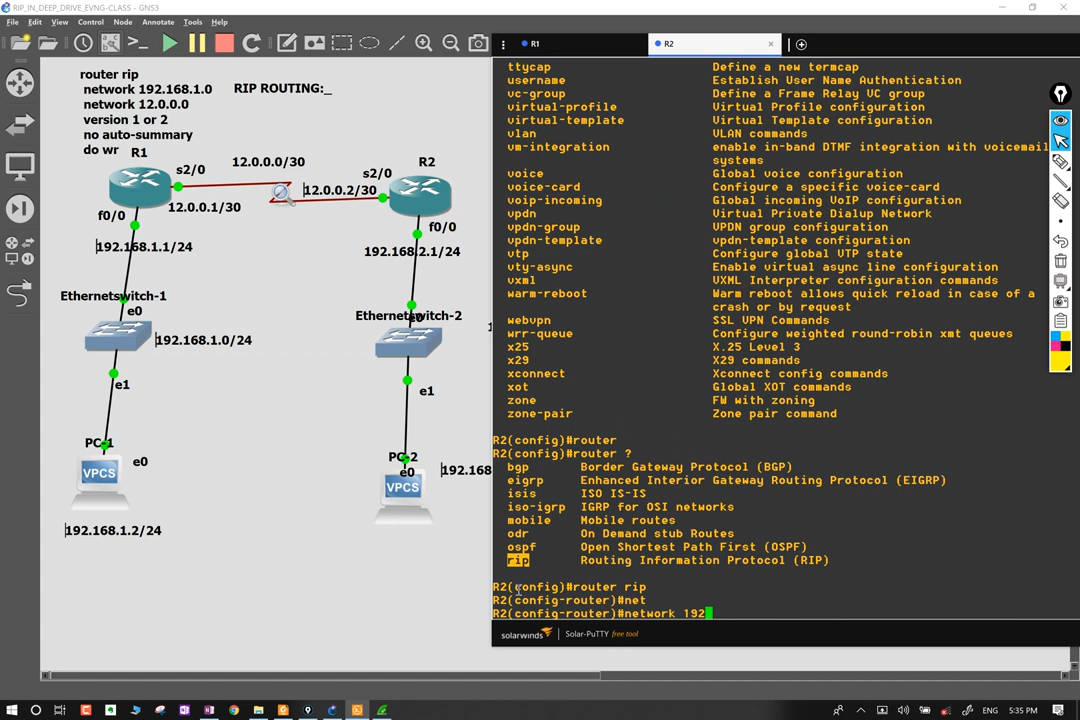 RIP_IN_DEEP_DRIVE_EVNG-CLASS - GNS3
File Edit View Control Node Annotate Tools Help
R1
R2
router rip
network 192.168.1.0
network 12.0.0.0
version 1 or 2
no auto-summary
do wr
RIP ROUTING:_
R1
12.0.0.0/30
s2/0
s2/0
R2
12.0.0.2/30
12.0.0.1/30
f0/0
f0/0
192.168.1.1/24
192.168.2.1/24
Ethernetswitch-1
e0
Ethernetswitch-2
e0
192.168.1.0/24
e1
e1
PC-1
e0
PC-2
e0
192.168
VPCS
VPCS
192.168.1.2/24
ttycap Define a new termcap
username Establish User Name Authentication
vc-group Define a Frame Relay VC group
virtual-profile Virtual Profile configuration
virtual-template Virtual Template configuration
vlan VLAN commands
vm-integration enable in-band DTMF integration with voicemail
systems
voice Global voice configuration
voice-card Configure a specific voice-card
voip-incoming Global incoming VoIP configuration
vpdn Virtual Private Dialup Network
vpdn-group VPDN group configuration
vpdn-template vpdn-template configuration
vtp Configure global VTP state
vty-async Enable virtual async line configuration
vxml VXML Interpreter configuration commands
warm-reboot Warm reboot allows quick reload in case of a
crash or by request
webvpn SSL VPN Commands
wrr-queue Configure weighted round-robin xmt queues
x25 X.25 Level 3
x29 X29 commands
xconnect Xconnect config commands
xot Global XOT commands
zone FW with zoning
zone-pair Zone pair command
R2(config)#router
R2(config)#router ?
bgp Border Gateway Protocol (BGP)
eigrp Enhanced Interior Gateway Routing Protocol (EIGRP)
isis ISO IS-IS
iso-igrp IGRP for OSI networks
mobile Mobile routes
odr On Demand stub Routes
ospf Open Shortest Path First (OSPF)
rip Routing Information Protocol (RIP)
R2(config)#router rip
R2(config-router)#net
R2(config-router)#network 192
solarwinds Solar-PuTTY free tool
ENG 5:35 PM